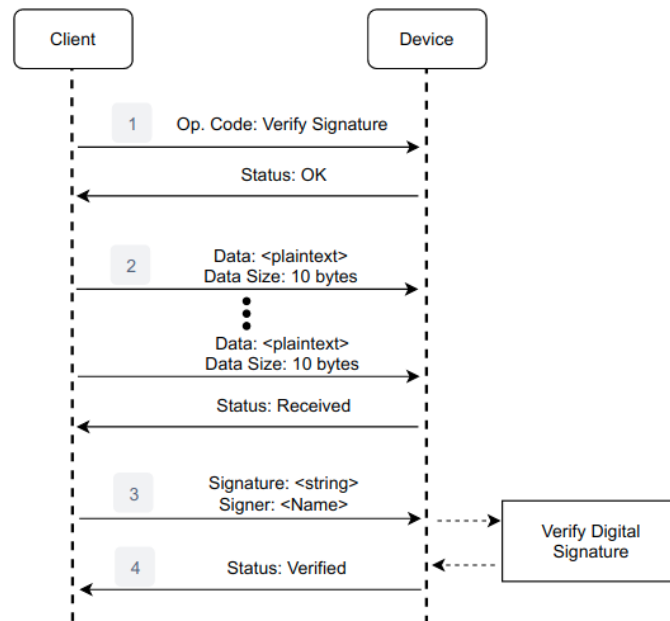 Client
Device
1
Op. Code: Verify Signature
Status: OK
2
Data: <plaintext>
Data Size: 10 bytes
Data: <plaintext>
Data Size: 10 bytes
Status: Received
3
Signature: <string>
Signer: <Name>
Verify Digital
Signature
4
Status: Verified